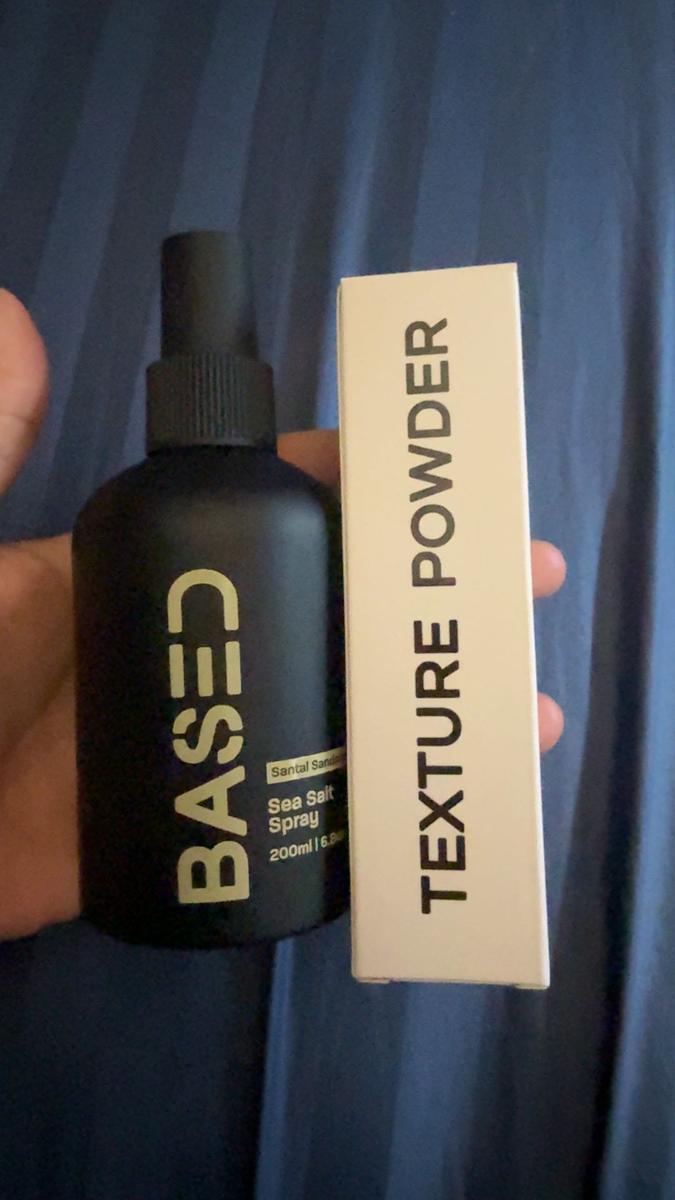 BASED
Santal
Sea Salt
Spray
200ml |
TEXTURE POWDER